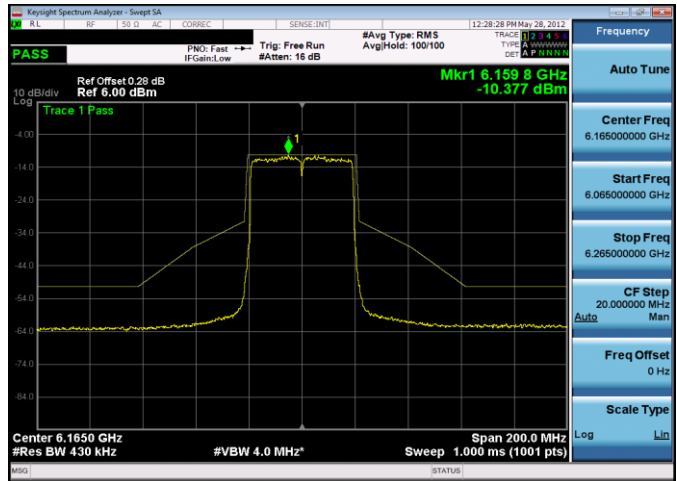 Keysight Spectrum Analyzer - Swept SA
RL RF 50 Ω AC CORREC SENSE:INT 12:28:28 PM May 28, 2012
PASS
PNO: Fast
IFGain:Low
Trig: Free Run
#Atten: 16 dB
#Avg Type: RMS
Avg|Hold: 100/100
TRACE 1 2 3 4 5 6
TYPE A WWWWW
DET A P N N N N
Ref Offset 0.28 dB
10 dB/div Ref 6.00 dBm
Log
Mkr1 6.159 8 GHz
-10.377 dBm
Trace 1 Pass
1
-4.00
-14.0
-24.0
-34.0
-44.0
-54.0
-64.0
-74.0
-84.0
Center 6.1650 GHz
#Res BW 430 kHz
#VBW 4.0 MHz*
Span 200.0 MHz
Sweep 1.000 ms (1001 pts)
MSG STATUS
Frequency
Auto Tune
Center Freq
6.165000000 GHz
Start Freq
6.065000000 GHz
Stop Freq
6.265000000 GHz
CF Step
20.000000 MHz
Auto Man
Freq Offset
0 Hz
Scale Type
Log Lin